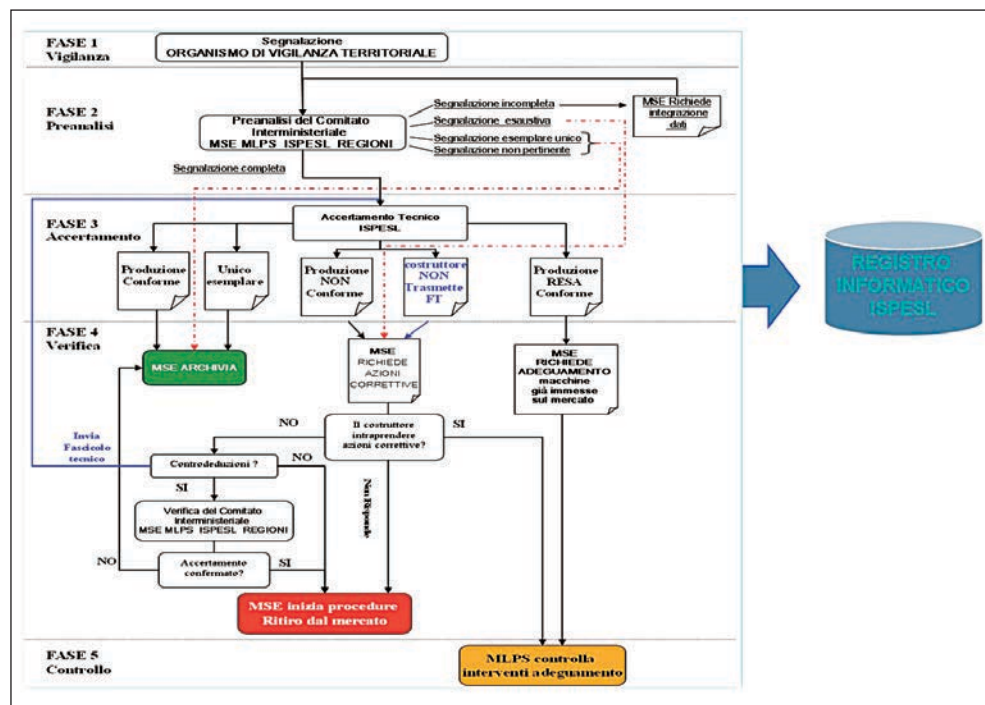 FASE 1
Vigilanza
Segnalazione
ORGANISMO DI VIGILANZA TERRITORIALE
FASE 2
Preanalisi
Preanalisi del Comitato
Interministeriale
MSE MLPS ISPESL REGIONI
Segnalazione incompleta
Segnalazione esaustiva
Segnalazione esemplare unico
Segnalazione non pertinente
MSE Richiede
integrazione
dati
Segnalazione completa
FASE 3
Accertamento
Accertamento Tecnico
ISPESL
Produzione
Conforme
Unico
esemplare
Produzione
NON
Conforme
costruttore
NON
Trasmette
FT
Produzione
RESA
Conforme
REGISTRO
INFORMATICO
ISPESL
FASE 4
Verifica
MSE ARCHIVIA
MSE
RICHIEDE
AZIONI
CORRETTIVE
MSE
RICHIEDE
ADEGUAMENTO
macchine
già immesse
sul mercato
Il costruttore
intraprendere
azioni correttive?
NO
SI
Invia
Fascicolo
tecnico
Controdeduzioni ?
NO
SI
Non Risponde
Verifica del Comitato
Interministeriale
MSE MLPS ISPESL REGIONI
Accertamento
confermato?
NO
SI
MSE inizia procedure
Ritiro dal mercato
FASE 5
Controllo
MLPS controlla
interventi adeguamento